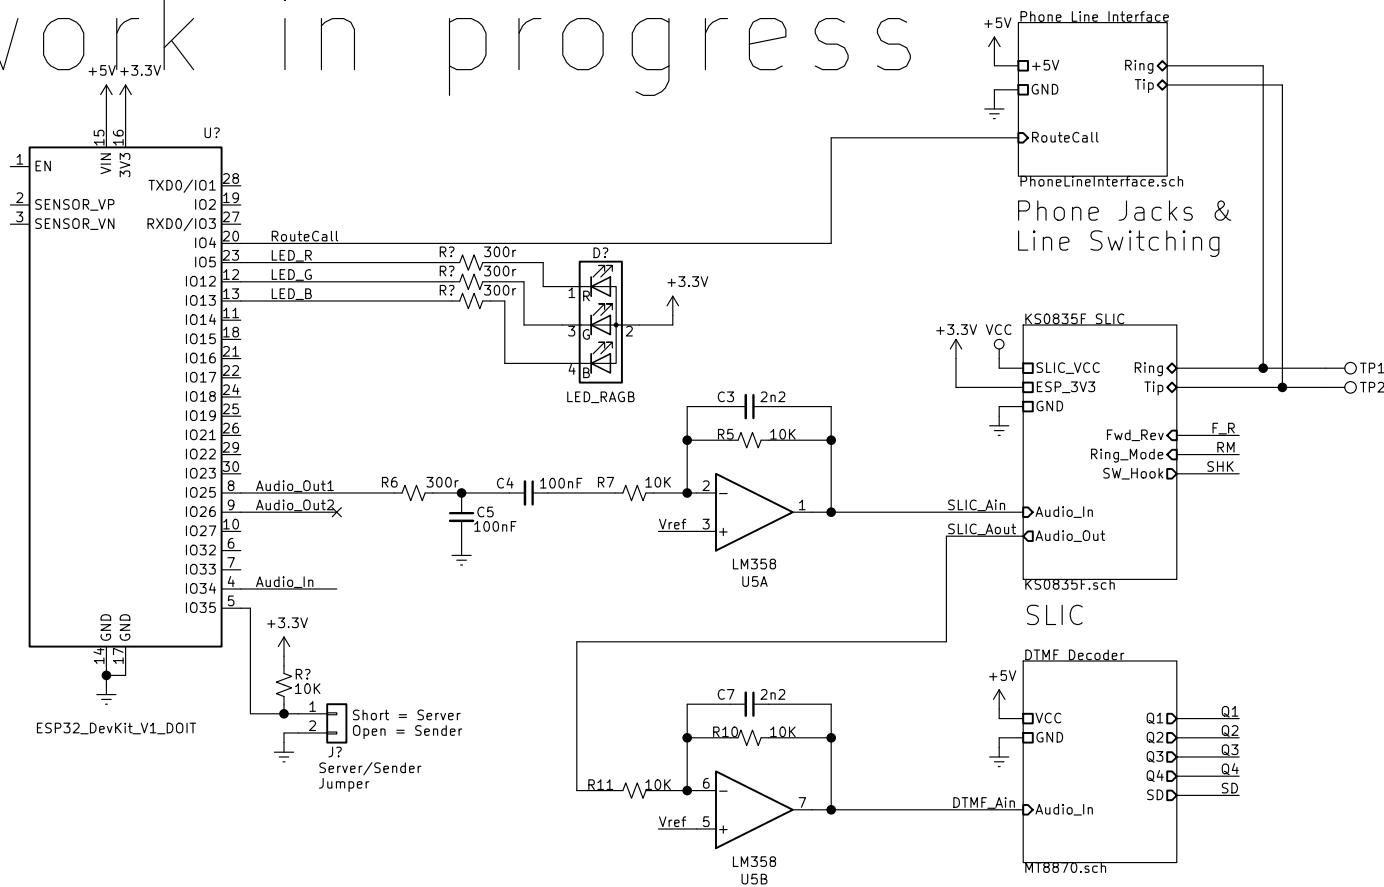 work in progress
+5V +3.3V
U?
15 VIN
16 3V3
1 EN
2 SENSOR_VP
3 SENSOR_VN
TXD0/IO1 28
IO2 19
RXD0/IO3 27
IO4 20 RouteCall
IO5 23 LED_R
IO12 12 LED_G
IO13 13 LED_B
IO14 11
IO15 18
IO16 21
IO17 22
IO18 24
IO19 25
IO21 26
IO22 29
IO23 30
IO25 8 Audio_Out1
IO26 9 Audio_Out2
IO27 10
IO32 6
IO33 7
IO34 4 Audio_In
IO35 5
GND GND
14 17
ESP32_DevKit_V1_DOIT
+3.3V
R?
10K
1
2
J?
Short = Server
Open = Sender
Server/Sender
Jumper
R? 300r
R? 300r
R? 300r
D?
1 R
3 G
4 B
2
+3.3V
LED_RAGB
R6 300r
C5
100nF
C4 100nF
R7 10K
C3 2n2
R5 10K
2 -
Vref 3 +
1
LM358
U5A
SLIC_Ain
SLIC_Aout
C7 2n2
R10 10K
R11 10K
6 -
Vref 5 +
7
LM358
U5B
DTMF_Ain
Phone Line Interface
+5V
+5V
GND
RouteCall
Ring
Tip
PhoneLineInterface.sch
Phone Jacks &
Line Switching
KS0835F SLIC
+3.3V VCC
SLIC_VCC
ESP_3V3
GND
Ring
Tip
TP1
TP2
Fwd_Rev F_R
Ring_Mode RM
SW_Hook SHK
Audio_In
Audio_Out
KS0835F.sch
SLIC
DTMF Decoder
+5V
VCC
GND
Q1 Q1
Q2 Q2
Q3 Q3
Q4 Q4
SD SD
Audio_In
MT8870.sch